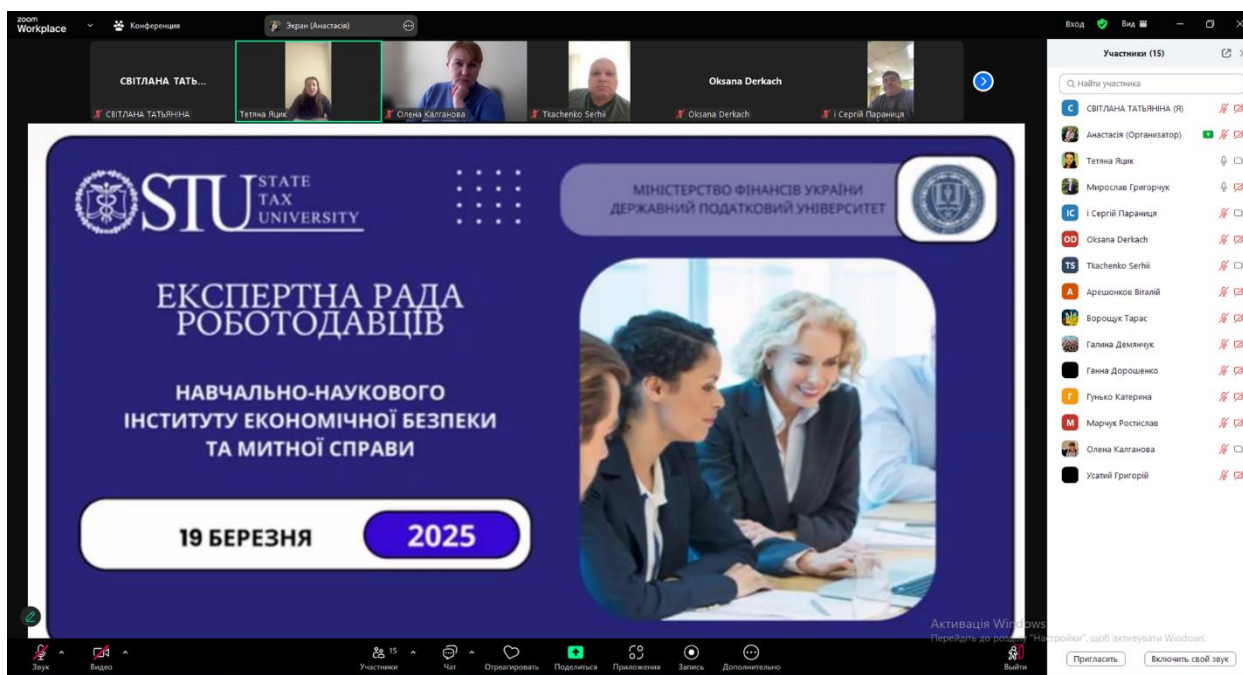 zoom
Workplace
Конференция
Экран (Анастасія)
Вход
Вид
СВІТЛАНА ТАТЬ...
Oksana Derkach
СВІТЛАНА ТАТЬЯНІНА
Тетяна Яцик
Олена Калганова
Tkachenko Serhii
Oksana Derkach
і Сергій Параниця
STU STATE
TAX
UNIVERSITY
МІНІСТЕРСТВО ФІНАНСІВ УКРАЇНИ
ДЕРЖАВНИЙ ПОДАТКОВИЙ УНІВЕРСИТЕТ
ЕКСПЕРТНА РАДА
РОБОТОДАВЦІВ
НАВЧАЛЬНО-НАУКОВОГО
ІНСТИТУТУ ЕКОНОМІЧНОЇ БЕЗПЕКИ
ТА МИТНОЇ СПРАВИ
19 БЕРЕЗНЯ
2025
Участники (15)
Найти участника
С СВІТЛАНА ТАТЬЯНІНА (Я)
Анастасія (Организатор)
Тетяна Яцик
Мирослав Григорчук
ІС і Сергій Параниця
OD Oksana Derkach
TS Tkachenko Serhii
А Арешонков Віталій
Ворощук Тарас
Галина Демянчук
Ганна Дорошенко
Г Гунько Катерина
М Марчук Ростислав
Олена Калганова
Усатий Григорій
Активація Windows
Перейдіть до розділу "Настройки", щоб активувати Windows.
Звук
Видео
15
Участники
Чат
Отреагировать
Поделиться
Приложения
Запись
Дополнительно
Выйти
Пригласить
Включить свой звук